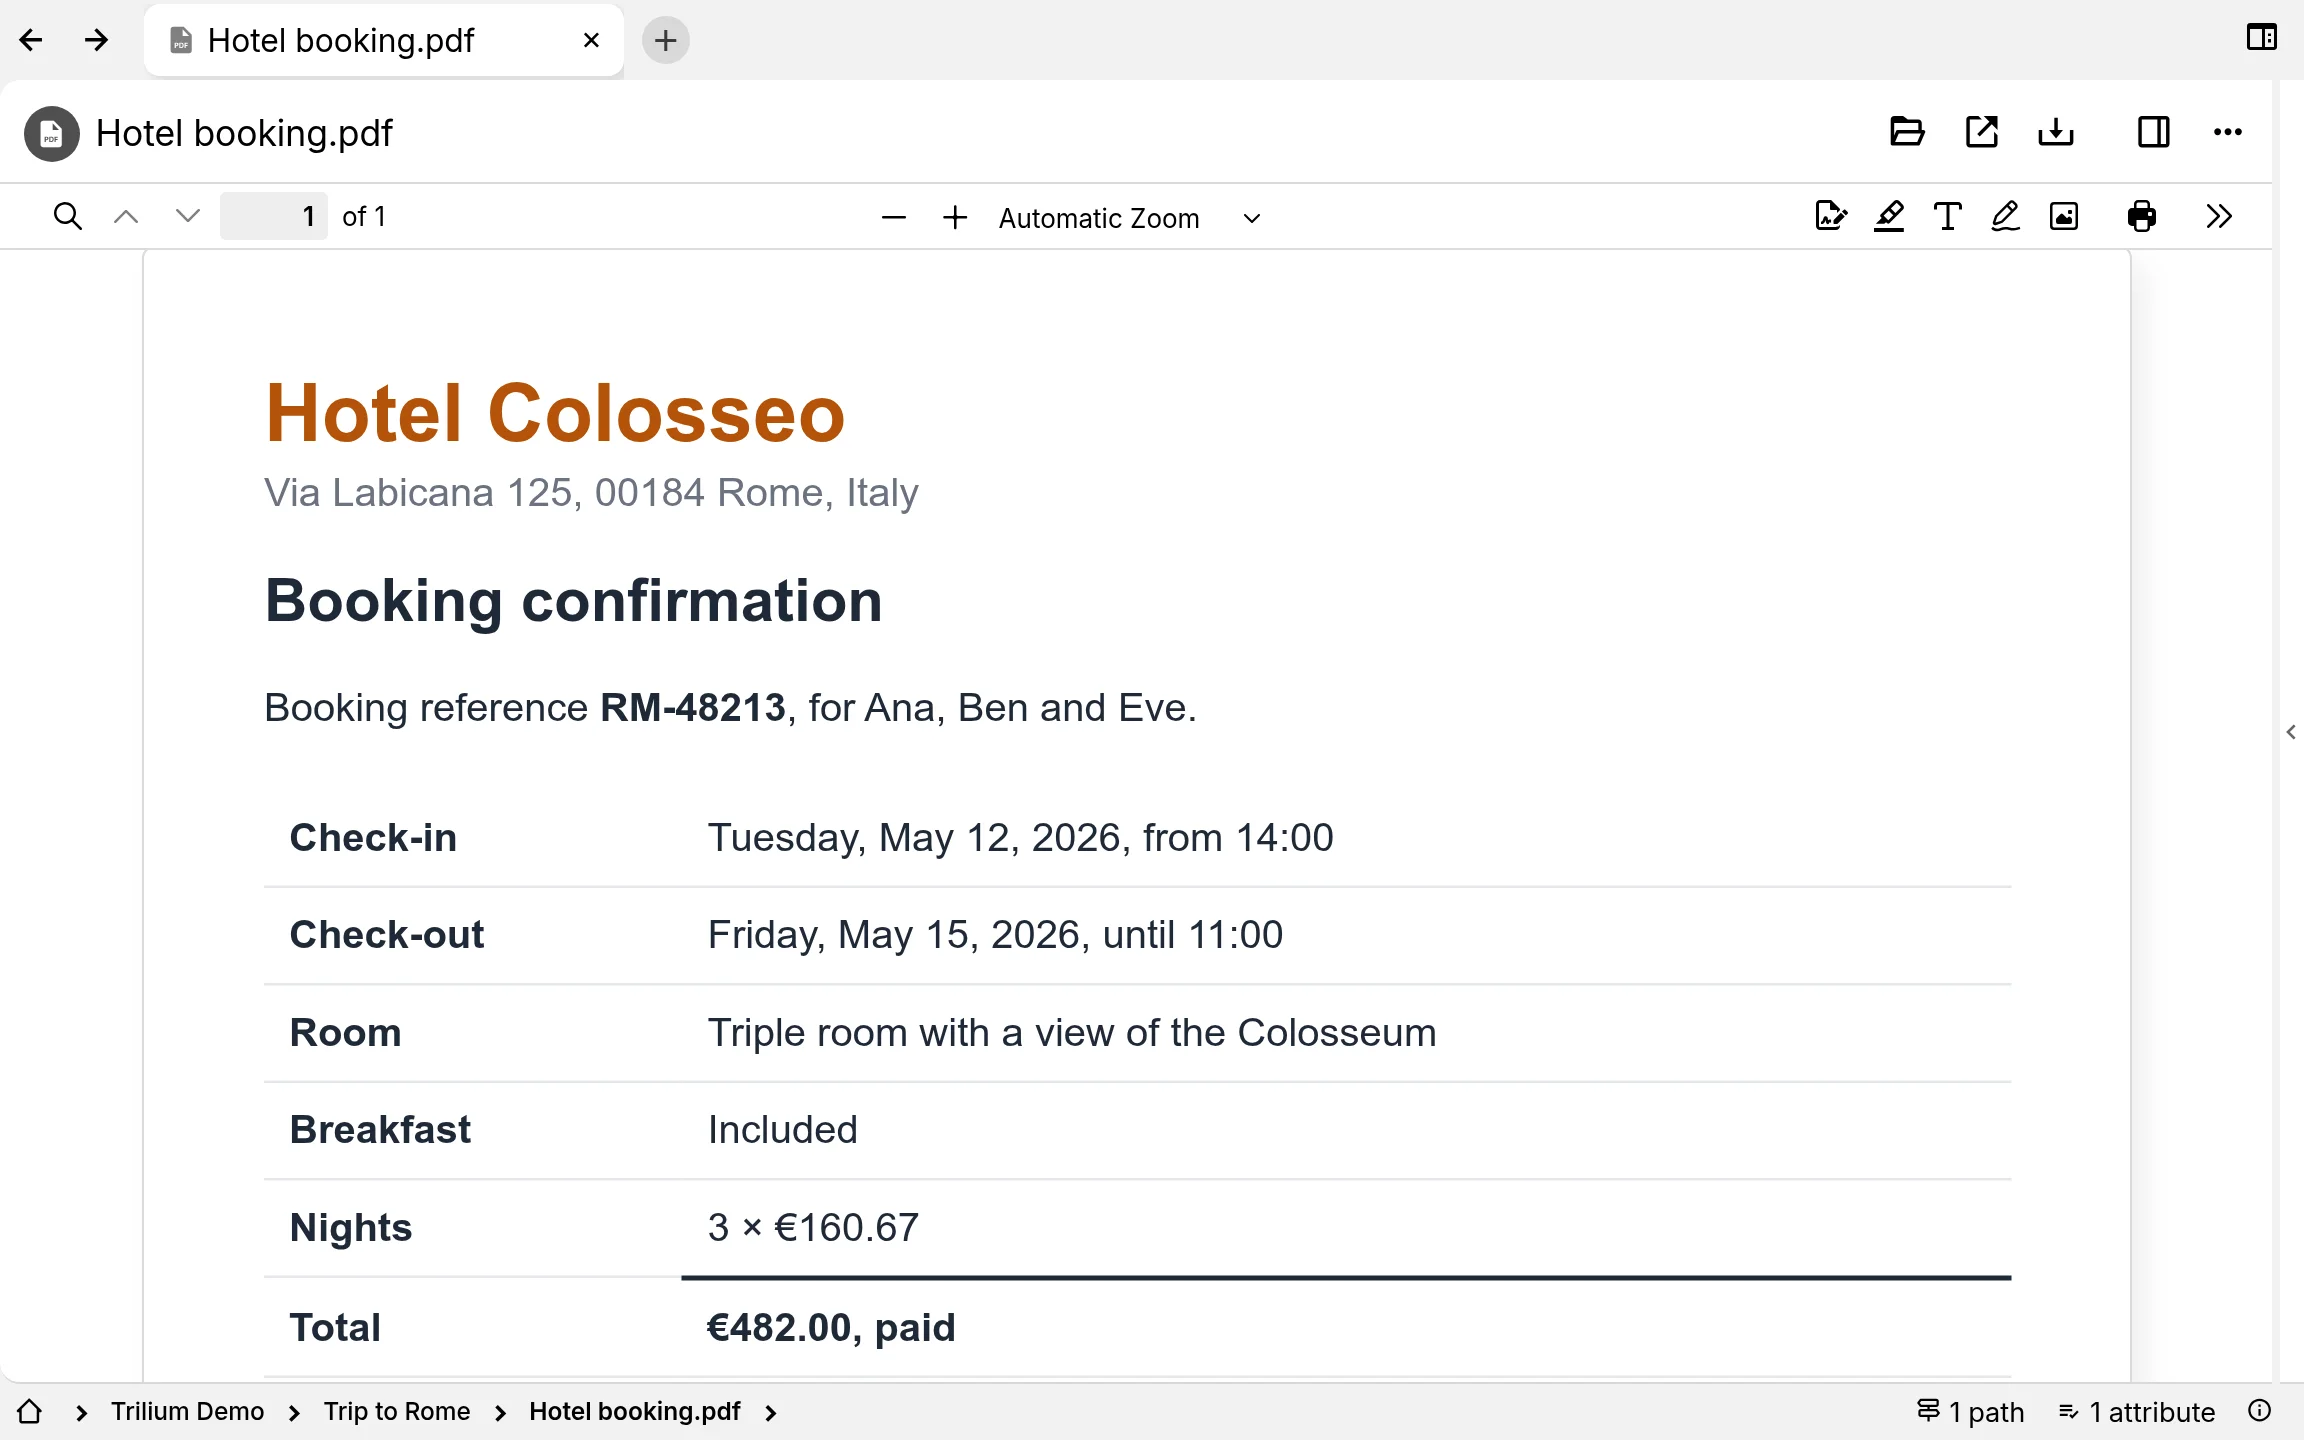 Hotel booking.pdf
Hotel booking.pdf
1 of 1
Automatic Zoom
Hotel Colosseo
Via Labicana 125, 00184 Rome, Italy
Booking confirmation
Booking reference RM-48213, for Ana, Ben and Eve.
Check-in Tuesday, May 12, 2026, from 14:00
Check-out Friday, May 15, 2026, until 11:00
Room Triple room with a view of the Colosseum
Breakfast Included
Nights 3 × €160.67
Total €482.00, paid
Trilium Demo Trip to Rome Hotel booking.pdf 1 path 1 attribute